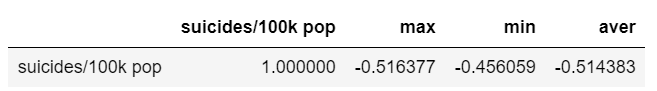 suicides/100k pop max min aver
suicides/100k pop 1.000000 -0.516377 -0.456059 -0.514383